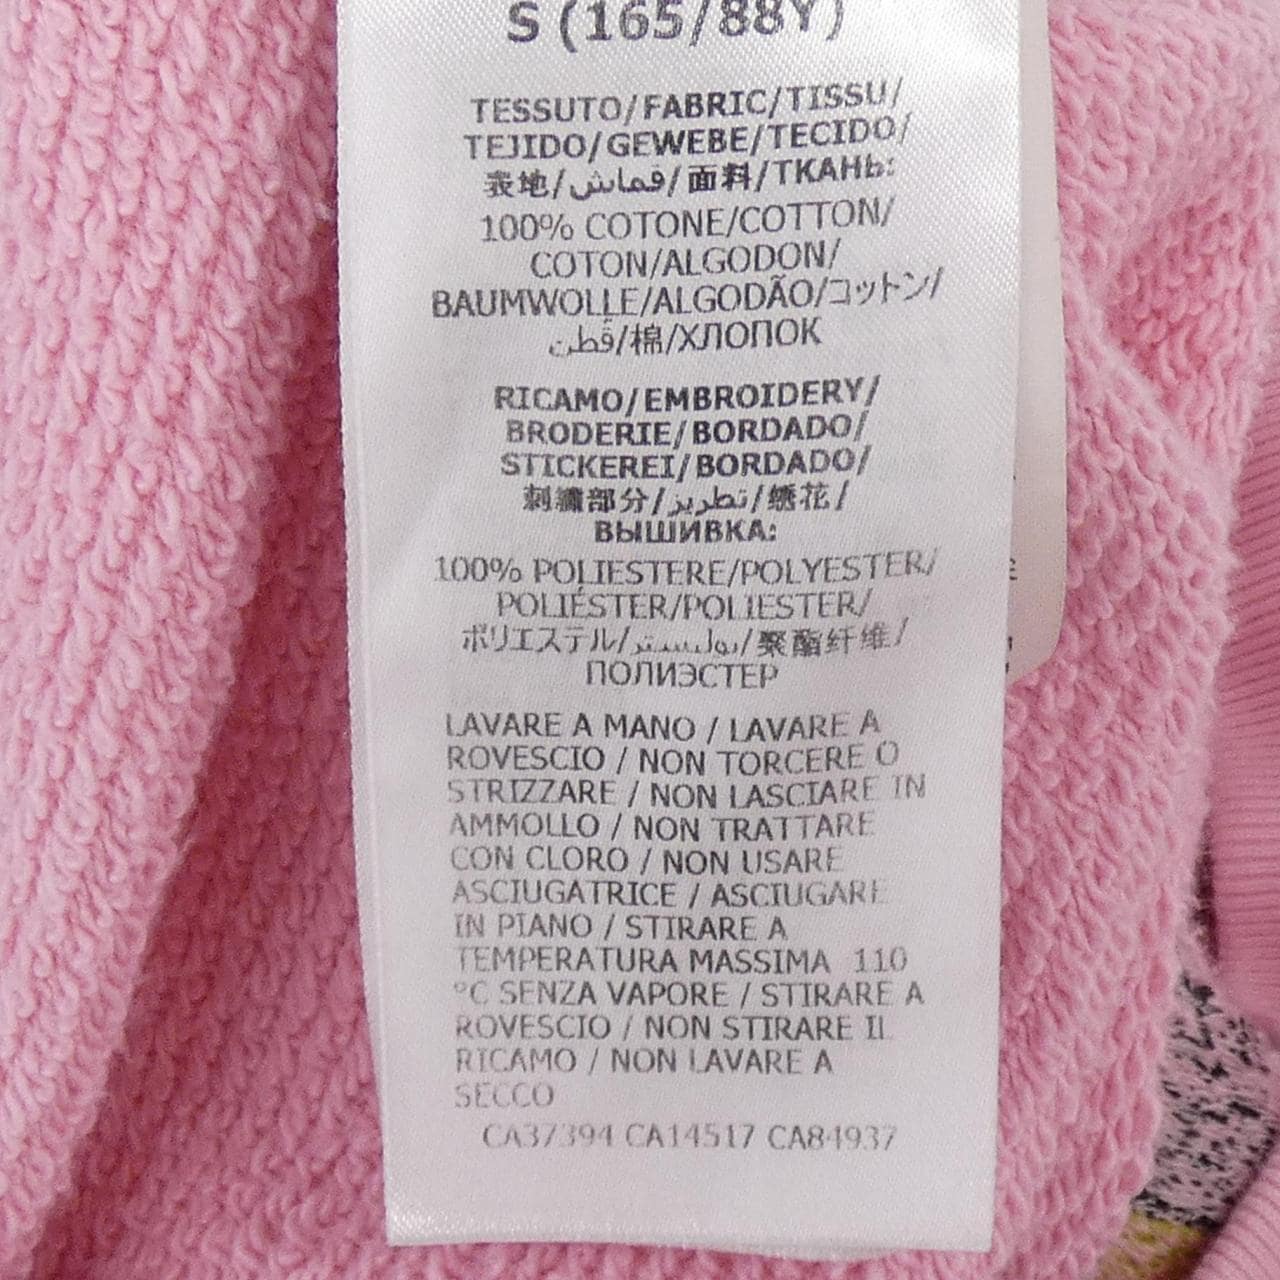 S (165/88Y)
TESSUTO/FABRIC/TISSU/
TEJIDO/GEWEBE/TECIDO/
表地/قماش/面料/ТКАНЬ:
100% COTONE/COTTON/
COTON/ALGODON/
BAUMWOLLE/ALGODÃO/コットン/
قطن/棉/ХЛОПОК
RICAMO/EMBROIDERY/
BRODERIE/BORDADO/
STICKEREI/BORDADO/
刺繍部分/تطريز/绣花/
ВЫШИВКА:
100% POLIESTERE/POLYESTER/
POLIÉSTER/POLIESTER/
ポリエステル/بوليستر/聚酯纤维/
ПОЛИЭСТЕР
LAVARE A MANO / LAVARE A
ROVESCIO / NON TORCERE O
STRIZZARE / NON LASCIARE IN
AMMOLLO / NON TRATTARE
CON CLORO / NON USARE
ASCIUGATRICE / ASCIUGARE
IN PIANO / STIRARE A
TEMPERATURA MASSIMA 110
°C SENZA VAPORE / STIRARE A
ROVESCIO / NON STIRARE IL
RICAMO / NON LAVARE A
SECCO
CA37394 CA14517 CA84937